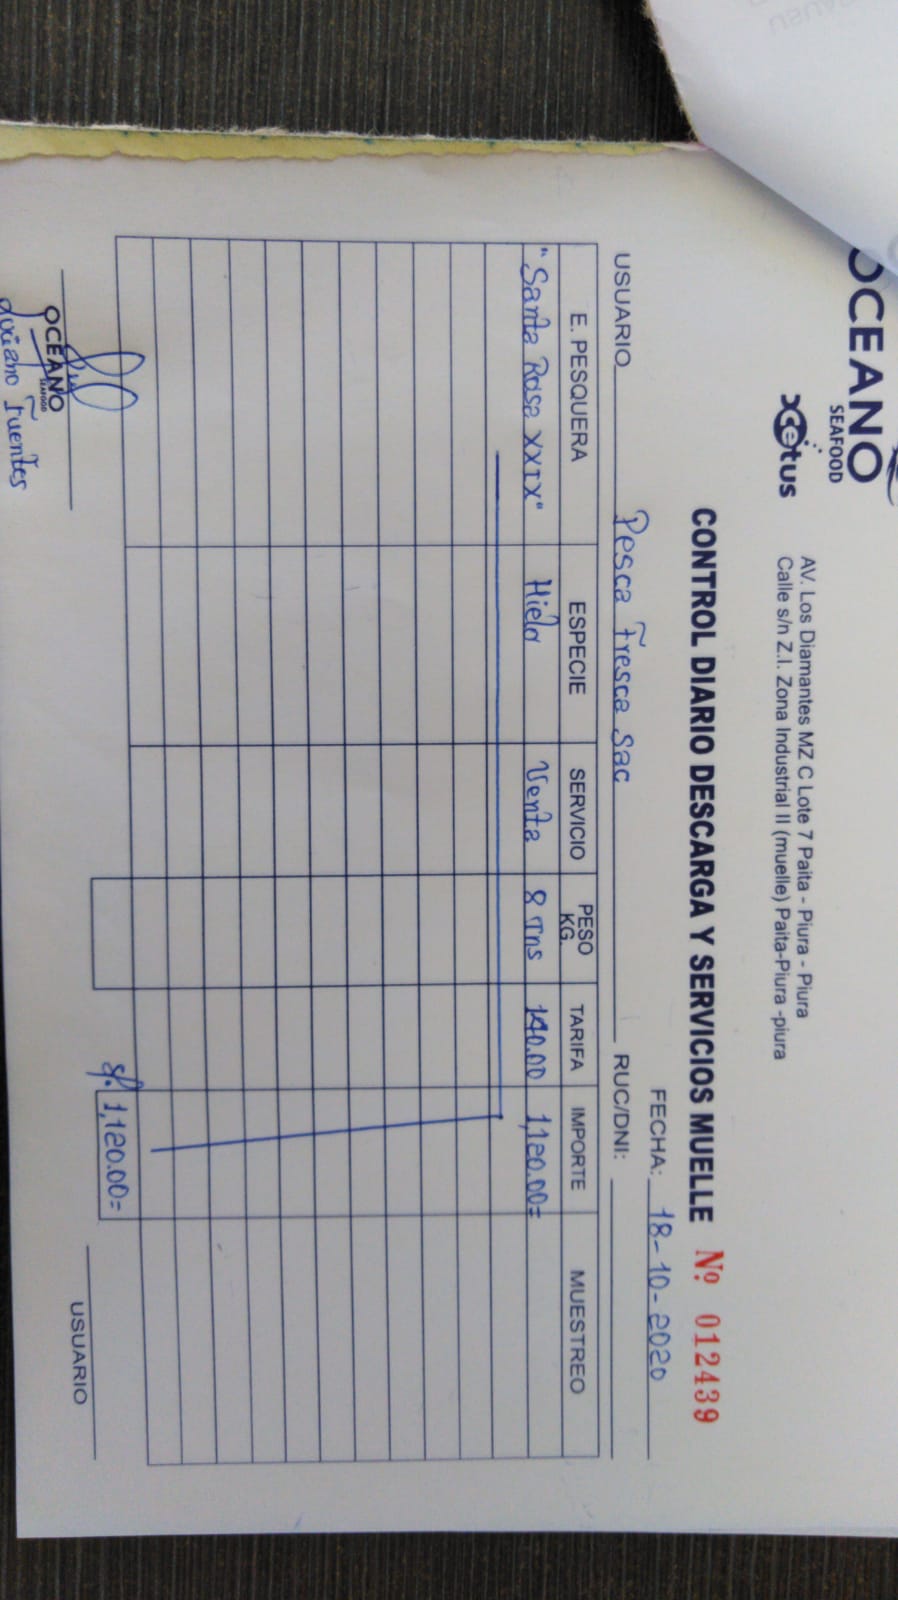 OCEANO
SEAFOOD
cetus
AV. Los Diamantes MZ C Lote 7 Paita - Piura - Piura
Calle s/n Z.I. Zona Industrial II (muelle) Paita-Piura -piura
CONTROL DIARIO DESCARGA Y SERVICIOS MUELLE Nº 012439
FECHA: 18-10-2020
USUARIO Pesca Fresca Sac RUC/DNI:
E. PESQUERA ESPECIE SERVICIO PESO KG. TARIFA IMPORTE MUESTREO
"Santa Rosa XXIX" Hielo Venta 8 Tns 140.00 1,120.00=
S/. 1,120.00=
OCEANO
SEAFOOD
Luciano Fuentes
USUARIO